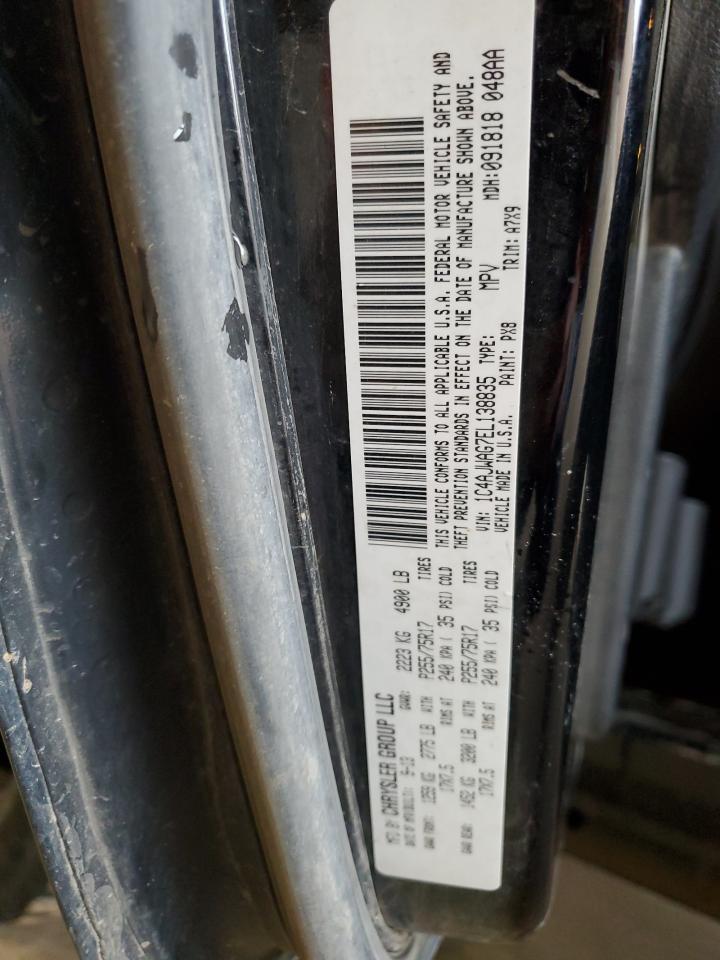 MFD BY CHRYSLER GROUP LLC
DATE OF MFR(BUILT): 9-13 GVWR: 2223 KG 4900 LB
GAWR FRONT: 1259 KG 2775 LB WITH P255/75R17 TIRES
17X7.5 RIMS AT 240 KPA ( 35 PSI) COLD
GAWR REAR: 1452 KG 3200 LB WITH P255/75R17 TIRES
17X7.5 RIMS AT 240 KPA ( 35 PSI) COLD
THIS VEHICLE CONFORMS TO ALL APPLICABLE U.S.A. FEDERAL MOTOR VEHICLE SAFETY AND
THEFT PREVENTION STANDARDS IN EFFECT ON THE DATE OF MANUFACTURE SHOWN ABOVE.
VIN: 1C4AJWAG7EL138835 TYPE: MPV MDH:091818 048AA
VEHICLE MADE IN U.S.A. PAINT: PX8 TRIM: A7X9